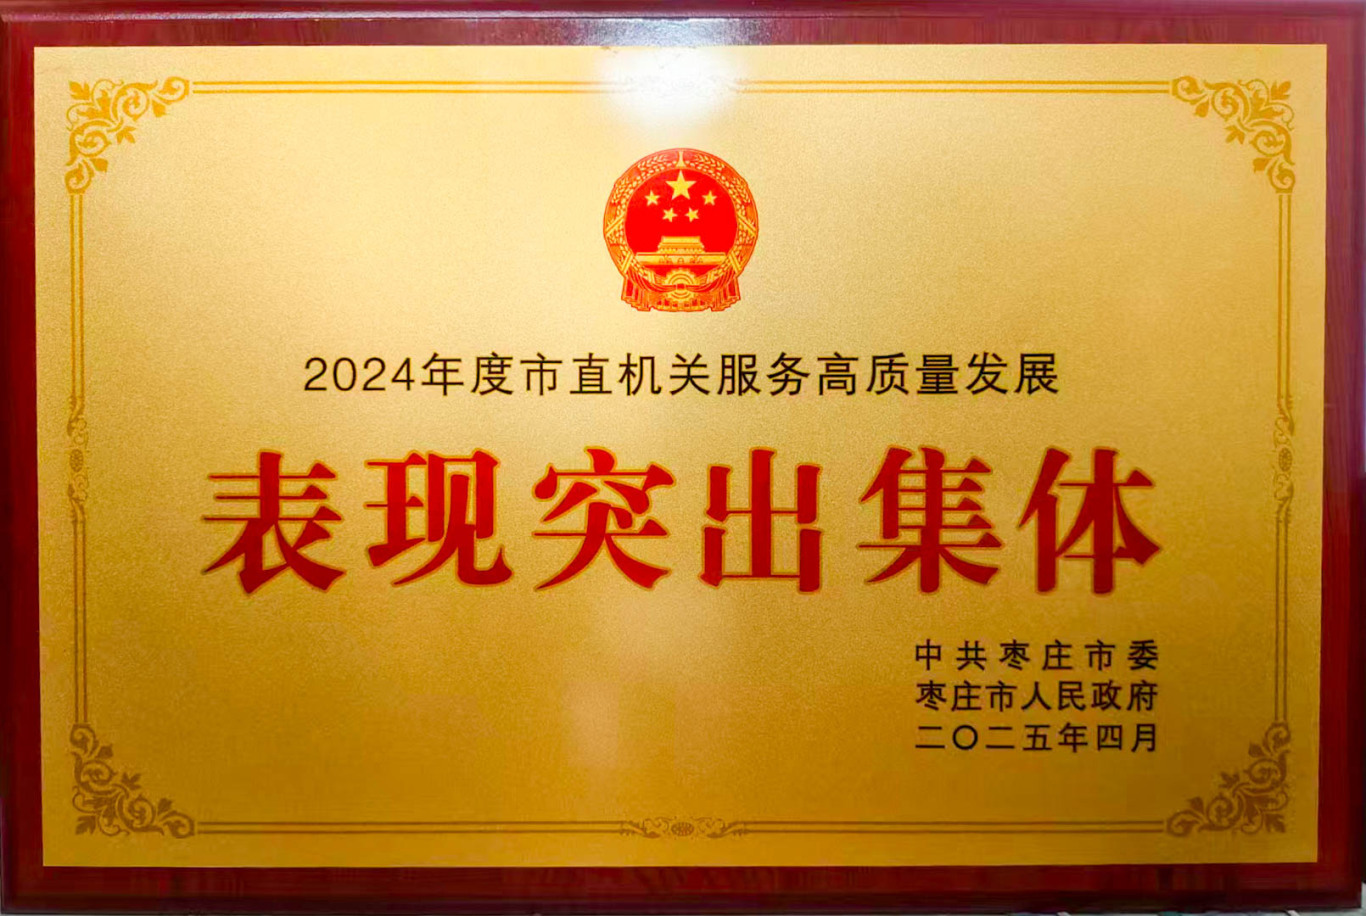 2024年度市直机关服务高质量发展
表现突出集体
中共枣庄市委
枣庄市人民政府
二〇二五年四月